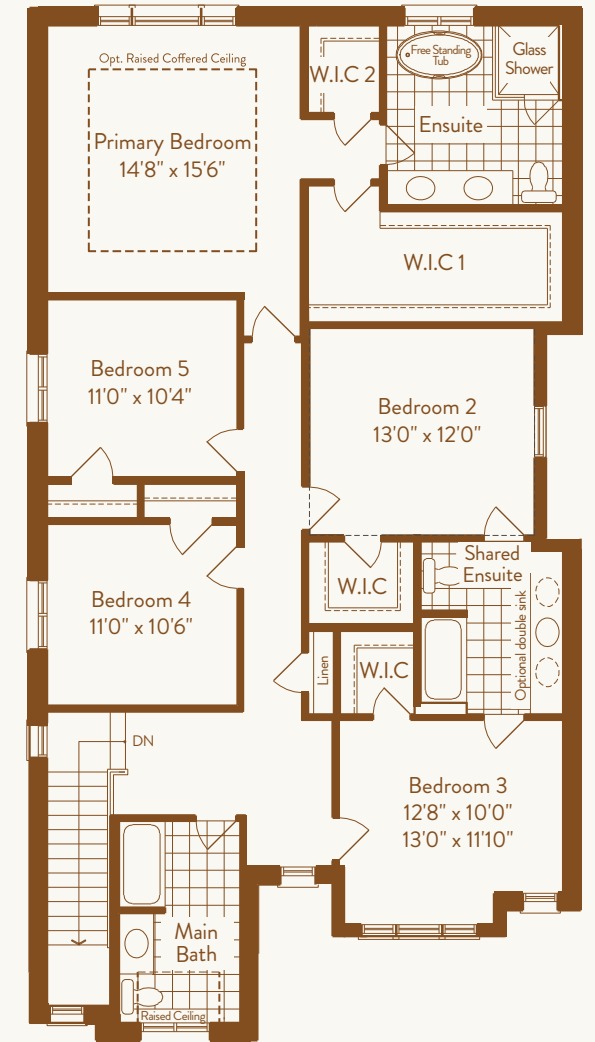 Opt. Raised Coffered Ceiling
Primary Bedroom
14'8" x 15'6"
W.I.C 2
Free Standing
Tub
Glass
Shower
Ensuite
W.I.C 1
Bedroom 5
11'0" x 10'4"
Bedroom 2
13'0" x 12'0"
Bedroom 4
11'0" x 10'6"
W.I.C
Shared
Ensuite
Optional double sink
Linen
W.I.C
DN
Bedroom 3
12'8" x 10'0"
13'0" x 11'10"
Main
Bath
Raised Ceiling